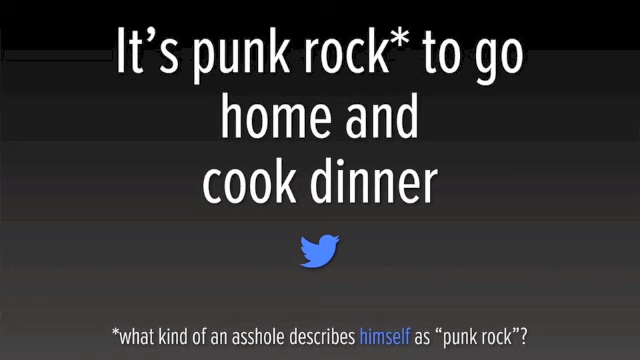 It’s punk rock* to go
home and
cook dinner
*what kind of an asshole describes himself as “punk rock”?